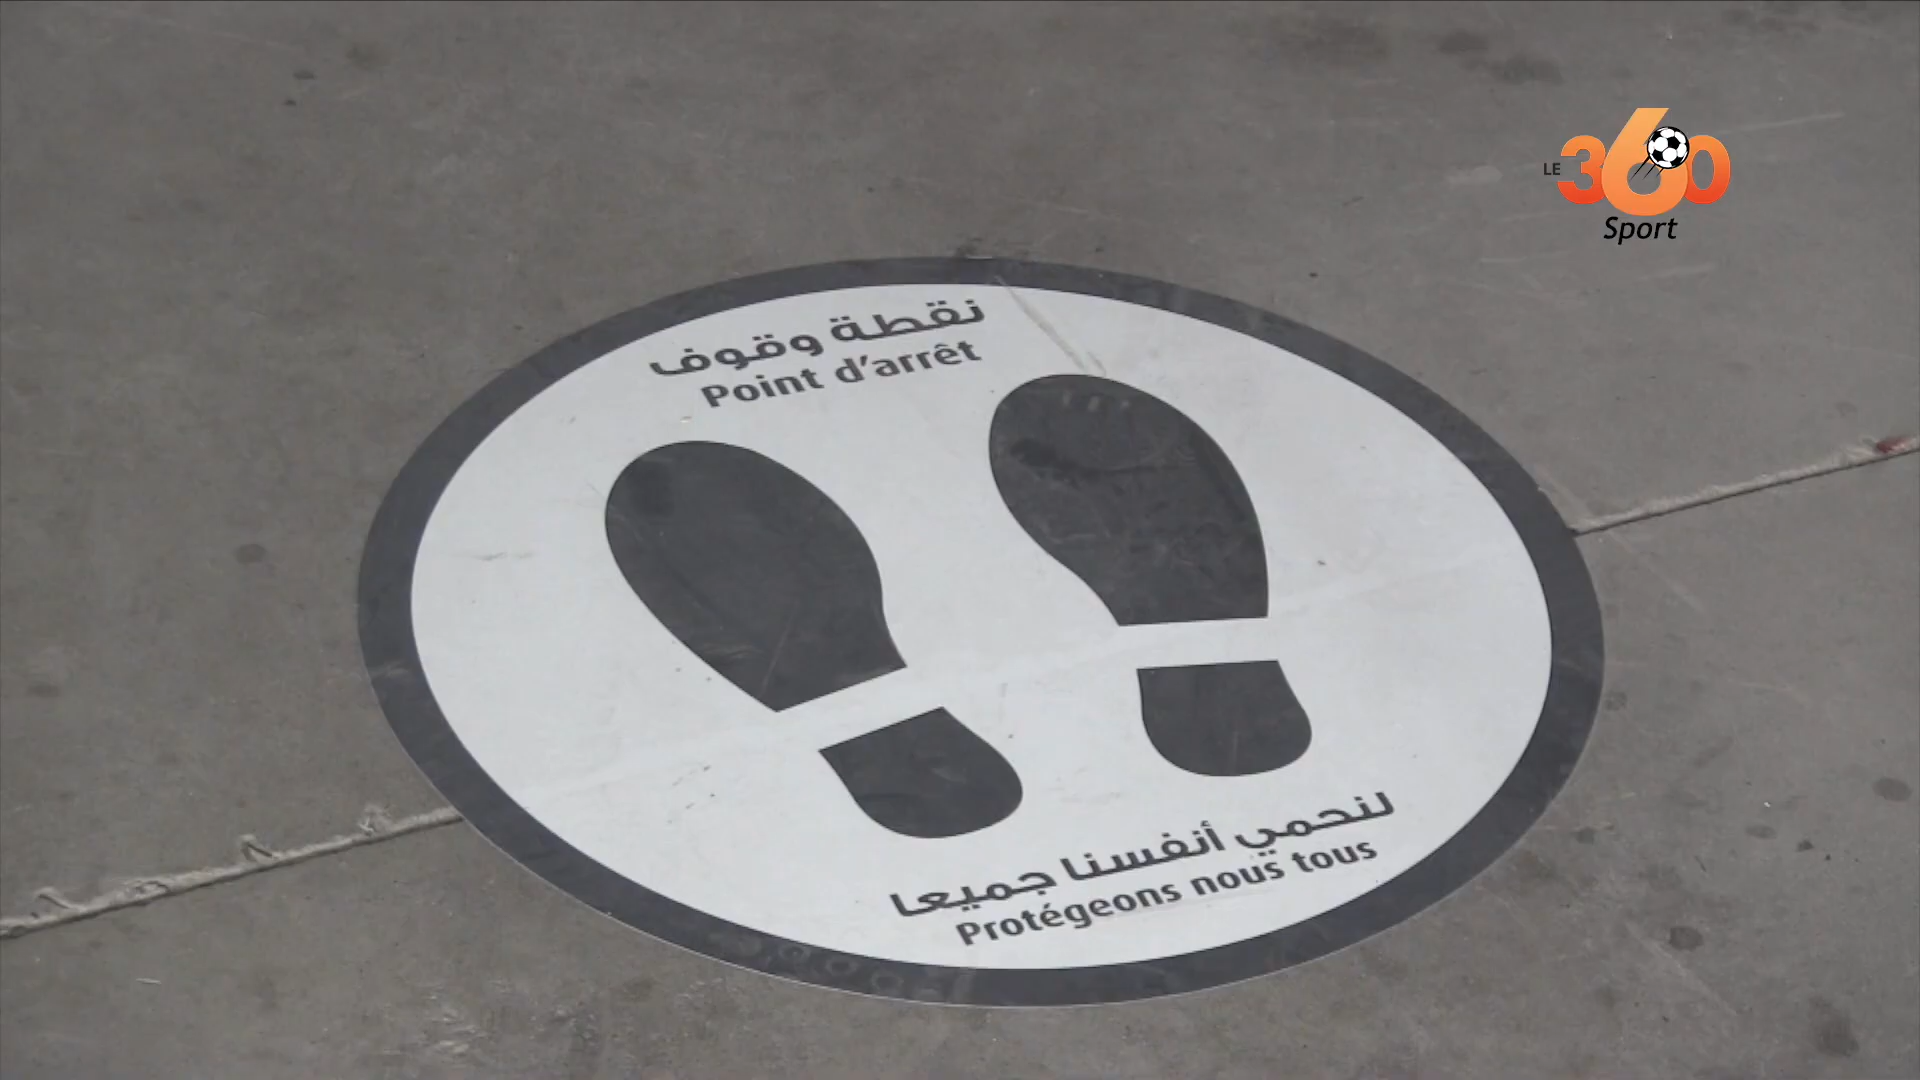 LE 360
Sport
نقطة وقوف
Point d'arrêt
لنحمي أنفسنا جميعا
Protégeons nous tous